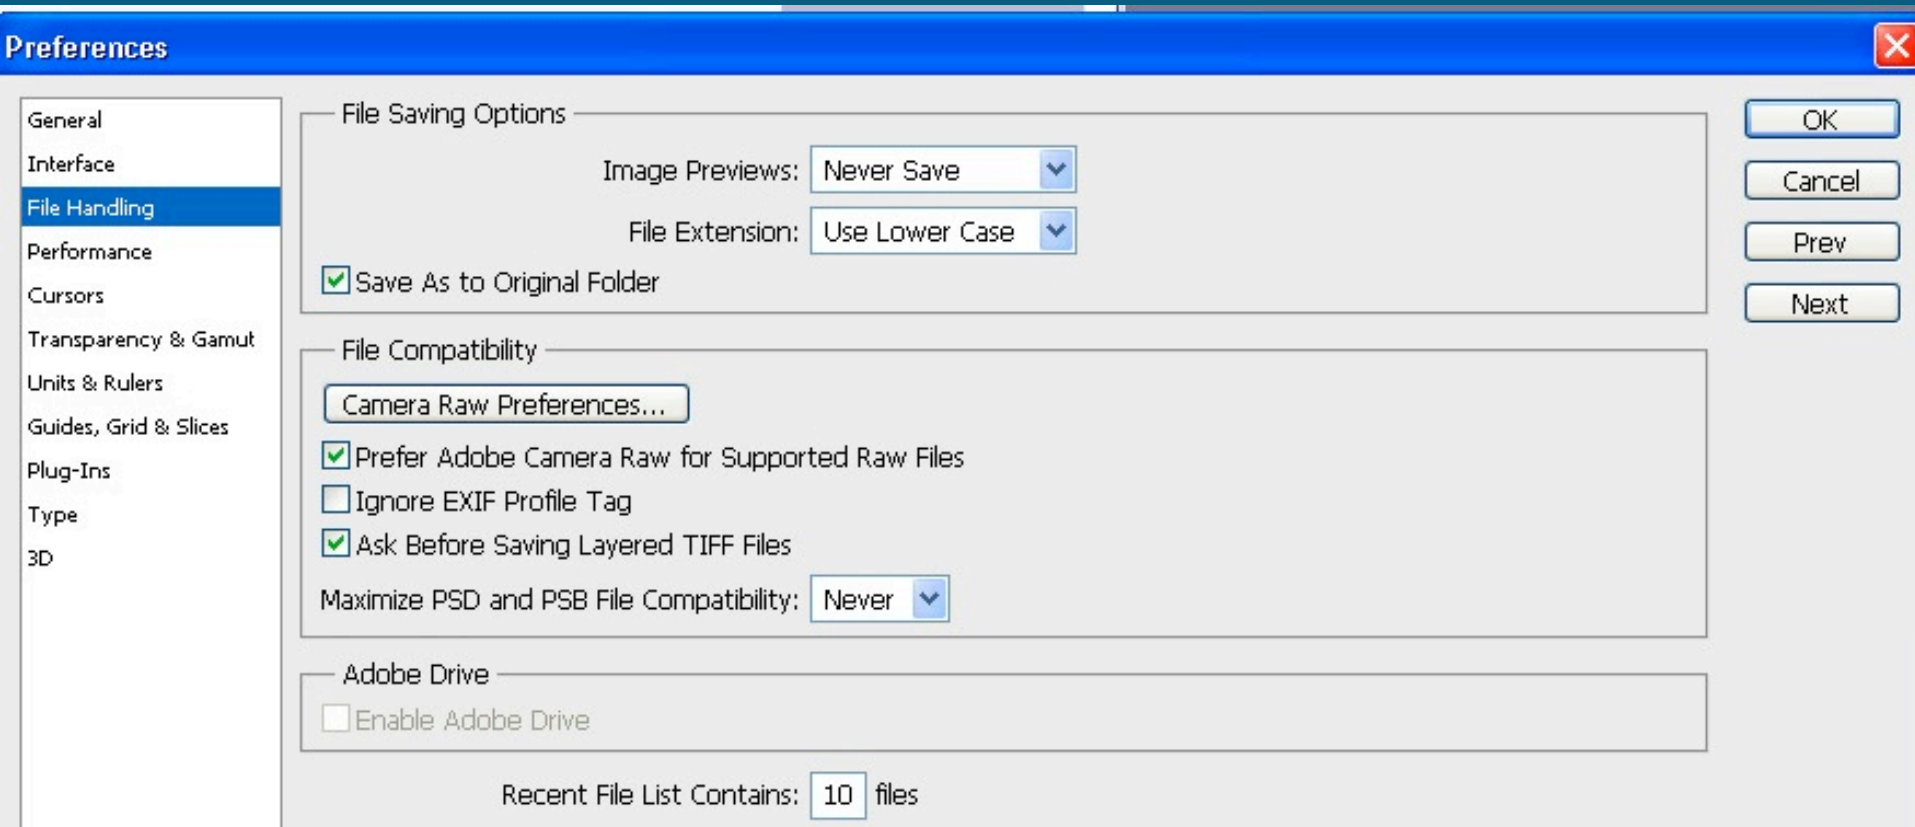 Preferences
General
Interface
File Handling
Performance
Cursors
Transparency & Gamut
Units & Rulers
Guides, Grid & Slices
Plug-Ins
Type
3D
File Saving Options
Image Previews: Never Save
File Extension: Use Lower Case
Save As to Original Folder
File Compatibility
Camera Raw Preferences...
Prefer Adobe Camera Raw for Supported Raw Files
Ignore EXIF Profile Tag
Ask Before Saving Layered TIFF Files
Maximize PSD and PSB File Compatibility: Never
Adobe Drive
Enable Adobe Drive
Recent File List Contains: 10 files
OK
Cancel
Prev
Next